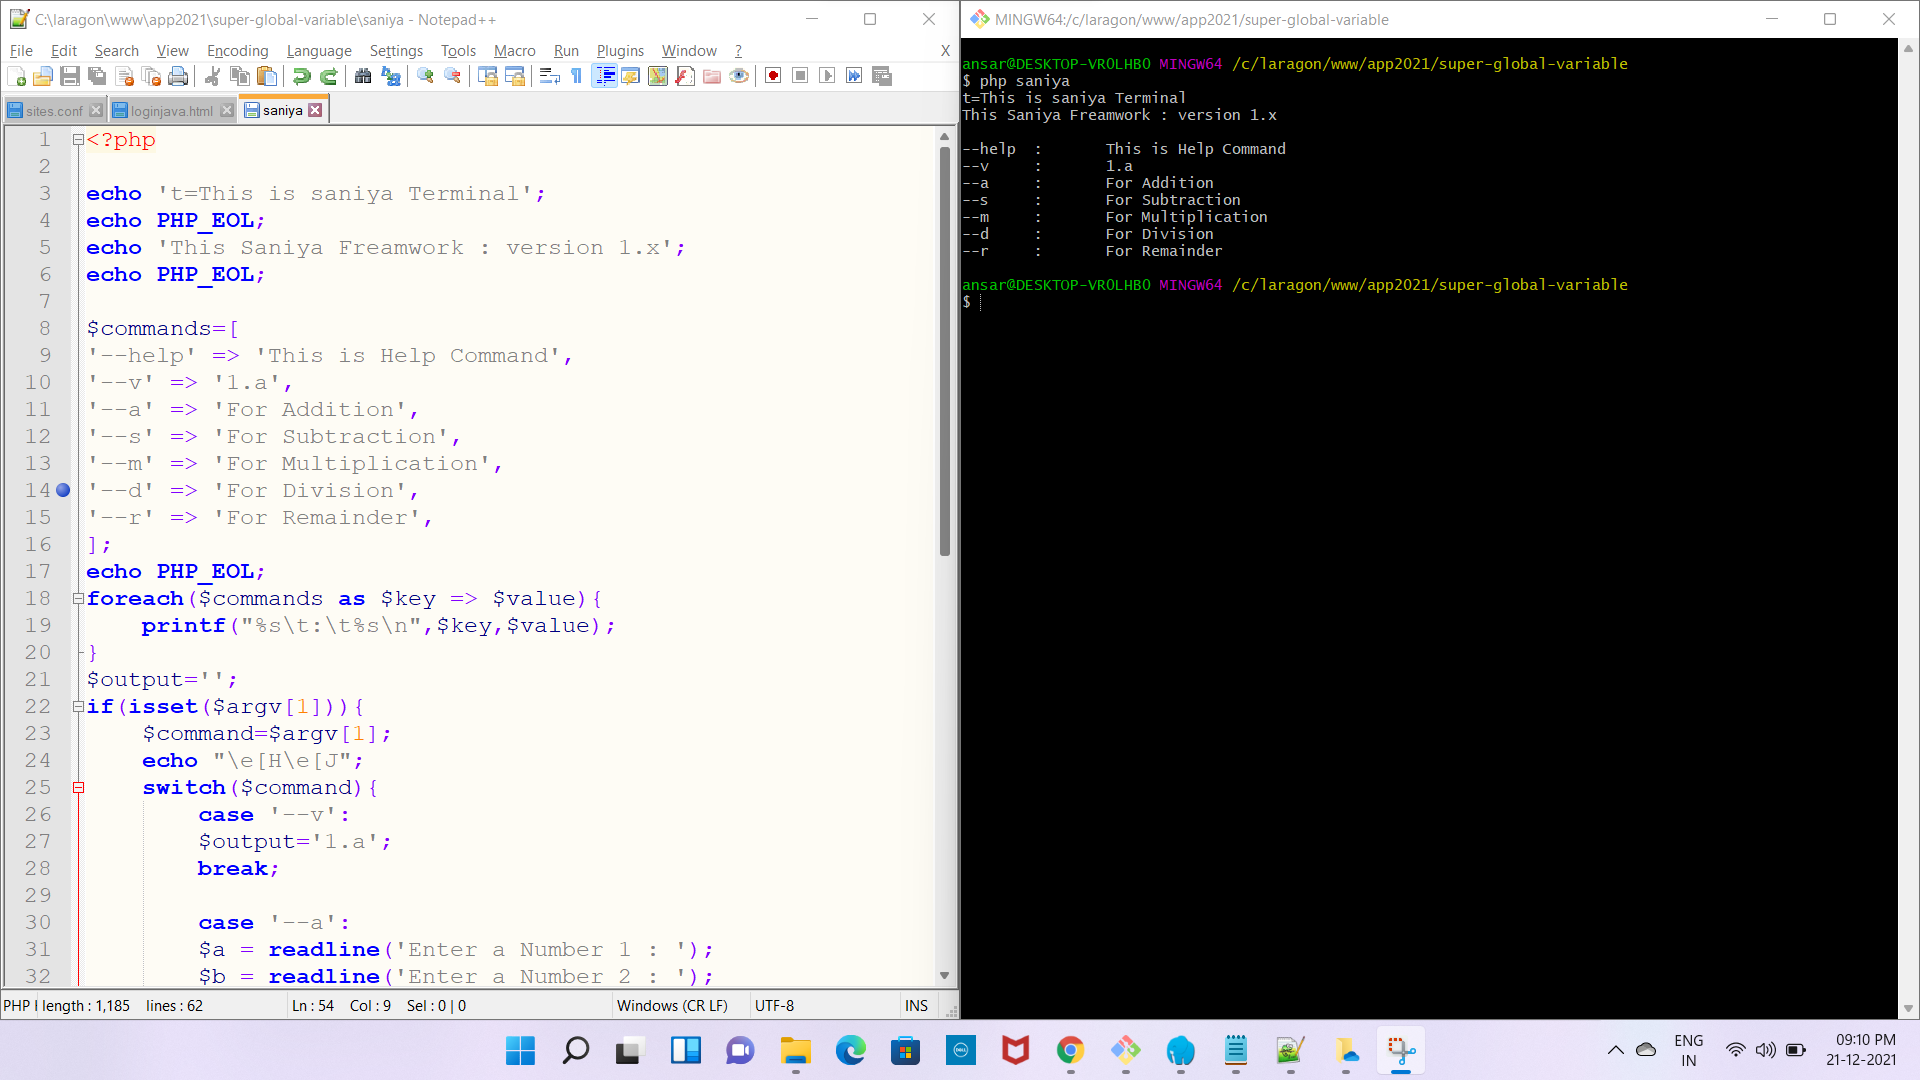 C:\laragon\www\app2021\super-global-variable\saniya - Notepad++
File Edit Search View Encoding Language Settings Tools Macro Run Plugins Window ? X
sites.conf loginjava.html saniya
1 <?php
2
3 echo 't=This is saniya Terminal';
4 echo PHP_EOL;
5 echo 'This Saniya Freamwork : version 1.x';
6 echo PHP_EOL;
7
8 $commands=[
9 '--help' => 'This is Help Command',
10 '--v' => '1.a',
11 '--a' => 'For Addition',
12 '--s' => 'For Subtraction',
13 '--m' => 'For Multiplication',
14 '--d' => 'For Division',
15 '--r' => 'For Remainder',
16 ];
17 echo PHP_EOL;
18 foreach($commands as $key => $value){
19 printf("%s\t:\t%s\n",$key,$value);
20 }
21 $output='';
22 if(isset($argv[1])){
23 $command=$argv[1];
24 echo "\e[H\e[J";
25 switch($command){
26 case '--v':
27 $output='1.a';
28 break;
29
30 case '--a':
31 $a = readline('Enter a Number 1 : ');
32 $b = readline('Enter a Number 2 : ');
PHP length : 1,185 lines : 62 Ln : 54 Col : 9 Sel : 0 | 0 Windows (CR LF) UTF-8 INS
MINGW64:/c/laragon/www/app2021/super-global-variable
ansar@DESKTOP-VR0LHBO MINGW64 /c/laragon/www/app2021/super-global-variable
$ php saniya
t=This is saniya Terminal
This Saniya Freamwork : version 1.x
--help : This is Help Command
--v : 1.a
--a : For Addition
--s : For Subtraction
--m : For Multiplication
--d : For Division
--r : For Remainder
ansar@DESKTOP-VR0LHBO MINGW64 /c/laragon/www/app2021/super-global-variable
$
ENG
IN
09:10 PM
21-12-2021